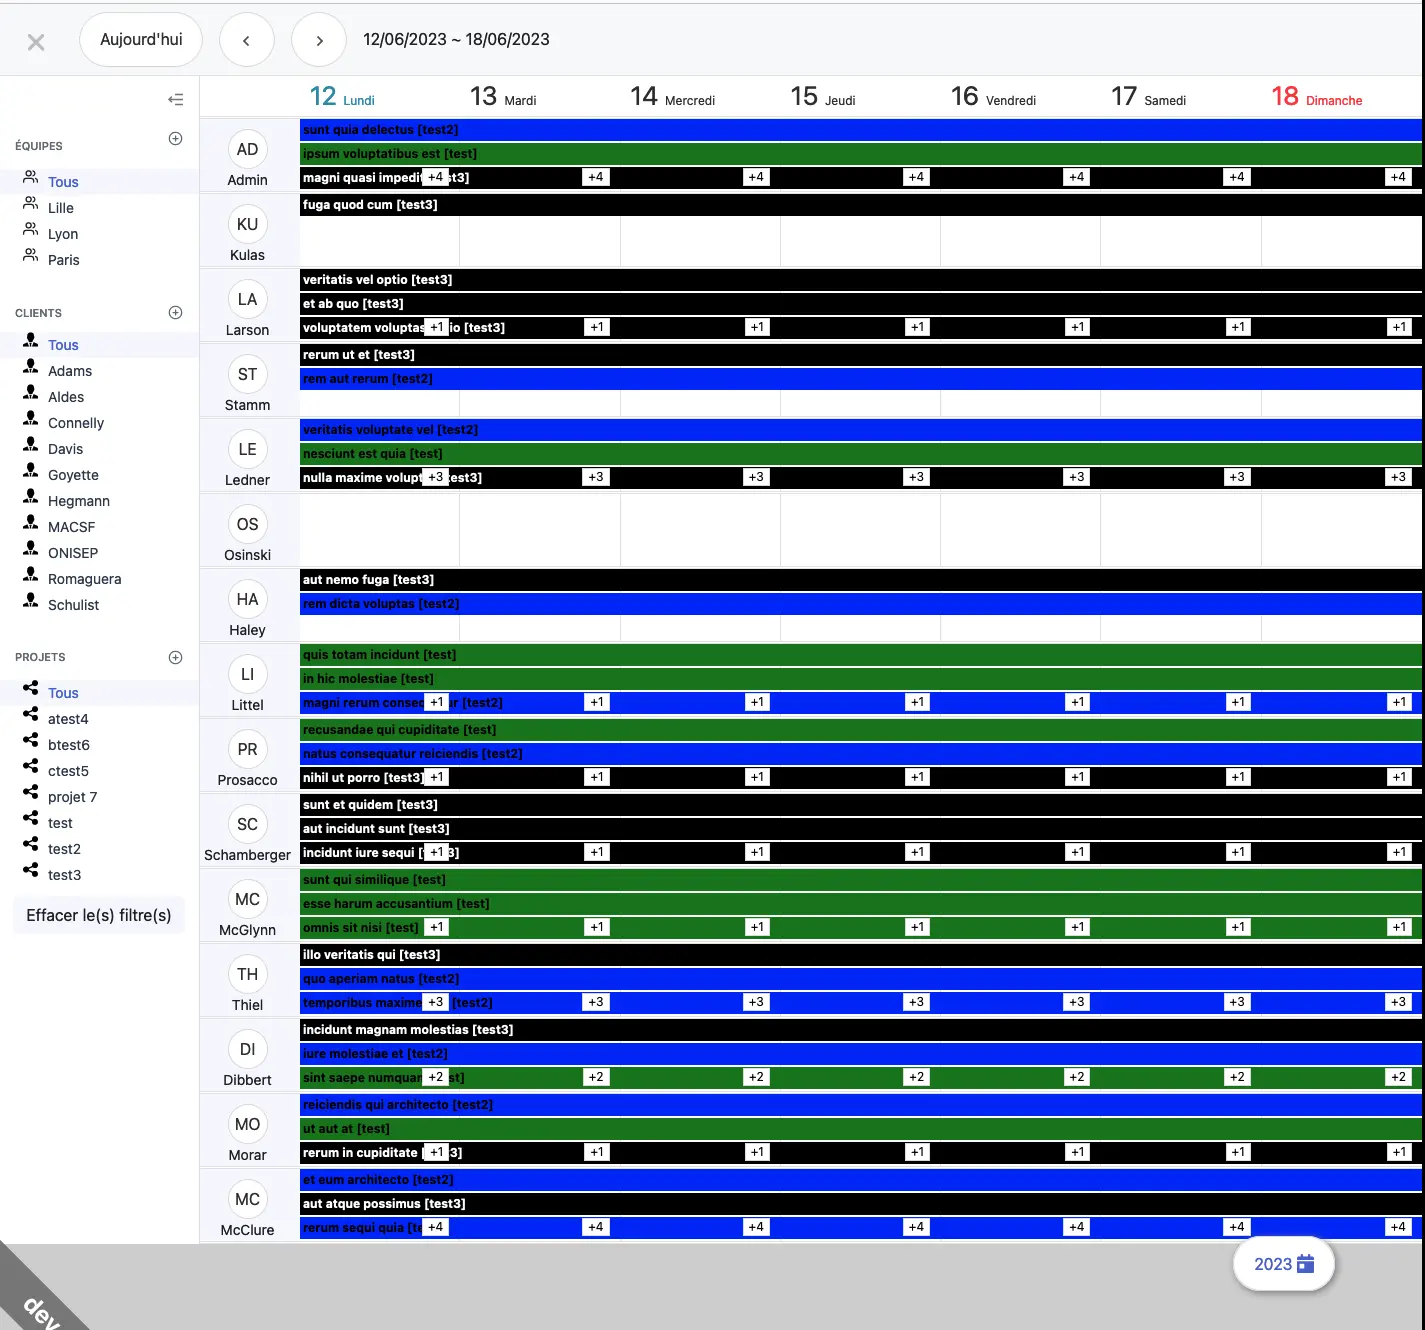 Aujourd'hui
‹
›
12/06/2023 ~ 18/06/2023
12 Lundi
13 Mardi
14 Mercredi
15 Jeudi
16 Vendredi
17 Samedi
18 Dimanche
ÉQUIPES
Tous
Lille
Lyon
Paris
CLIENTS
Tous
Adams
Aldes
Connelly
Davis
Goyette
Hegmann
MACSF
ONISEP
Romaguera
Schulist
PROJETS
Tous
atest4
btest6
ctest5
projet 7
test
test2
test3
Effacer le(s) filtre(s)
AD
Admin
sunt quia delectus [test2]
ipsum voluptatibus est [test]
magni quasi impedit +4 st3] +4 +4 +4 +4 +4 +4
KU
Kulas
fuga quod cum [test3]
LA
Larson
veritatis vel optio [test3]
et ab quo [test3]
voluptatem voluptas +1 io [test3] +1 +1 +1 +1 +1 +1
ST
Stamm
rerum ut et [test3]
rem aut rerum [test2]
LE
Ledner
veritatis voluptate vel [test2]
nesciunt est quia [test]
nulla maxime volupt +3 test3] +3 +3 +3 +3 +3 +3
OS
Osinski
HA
Haley
aut nemo fuga [test3]
rem dicta voluptas [test2]
LI
Littel
quis totam incidunt [test]
in hic molestiae [test]
magni rerum consec +1 ur [test2] +1 +1 +1 +1 +1 +1
PR
Prosacco
recusandae qui cupiditate [test]
natus consequatur reiciendis [test2]
nihil ut porro [test3] +1 +1 +1 +1 +1 +1 +1
SC
Schamberger
sunt et quidem [test3]
aut incidunt sunt [test3]
incidunt iure sequi [t +1 3] +1 +1 +1 +1 +1 +1
MC
McGlynn
sunt qui similique [test]
esse harum accusantium [test]
omnis sit nisi [test] +1 +1 +1 +1 +1 +1 +1
TH
Thiel
illo veritatis qui [test3]
quo aperiam natus [test2]
temporibus maxime +3 [test2] +3 +3 +3 +3 +3 +3
DI
Dibbert
incidunt magnam molestias [test3]
iure molestiae et [test2]
sint saepe numquam +2 st] +2 +2 +2 +2 +2 +2
MO
Morar
reiciendis qui architecto [test2]
ut aut at [test]
rerum in cupiditate [ +1 3] +1 +1 +1 +1 +1 +1
MC
McClure
et eum architecto [test2]
aut atque possimus [test3]
rerum sequi quia [te +4 +4 +4 +4 +4 +4 +4
2023
dev